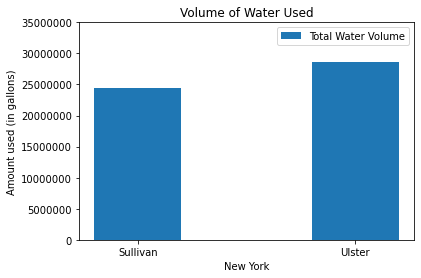 Volume of Water Used
Total Water Volume
Amount used (in gallons)
35000000
30000000
25000000
20000000
15000000
10000000
5000000
0
Sullivan
Ulster
New York